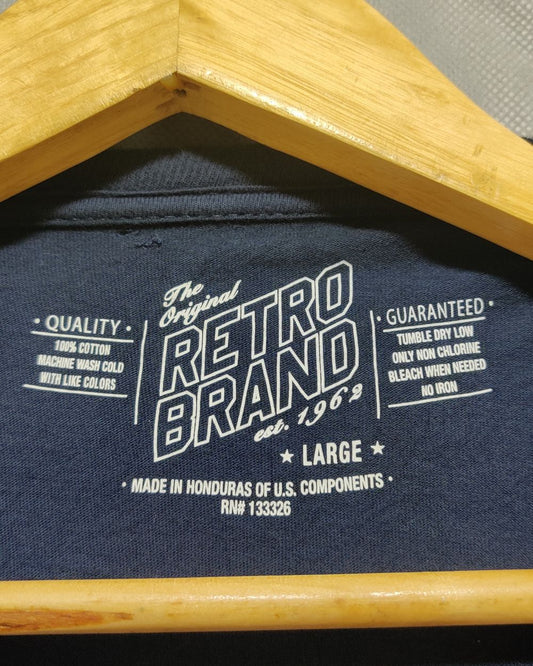 The
Original
RETRO
BRAND
est. 1962
· QUALITY ·
100% COTTON
MACHINE WASH COLD
WITH LIKE COLORS
· GUARANTEED ·
TUMBLE DRY LOW
ONLY NON CHLORINE
BLEACH WHEN NEEDED
NO IRON
★ LARGE ★
· MADE IN HONDURAS OF U.S. COMPONENTS ·
RN# 133326